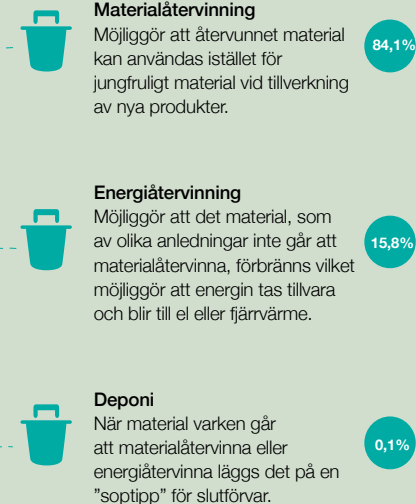 Materialåtervinning
Möjliggör att återvunnet material
kan användas istället för
jungfruligt material vid tillverkning
av nya produkter.
84,1%
Energiåtervinning
Möjliggör att det material, som
av olika anledningar inte går att
materialåtervinna, förbränns vilket
möjliggör att energin tas tillvara
och blir till el eller fjärrvärme.
15,8%
Deponi
När material varken går
att materialåtervinna eller
energiåtervinna läggs det på en
”soptipp” för slutförvar.
0,1%